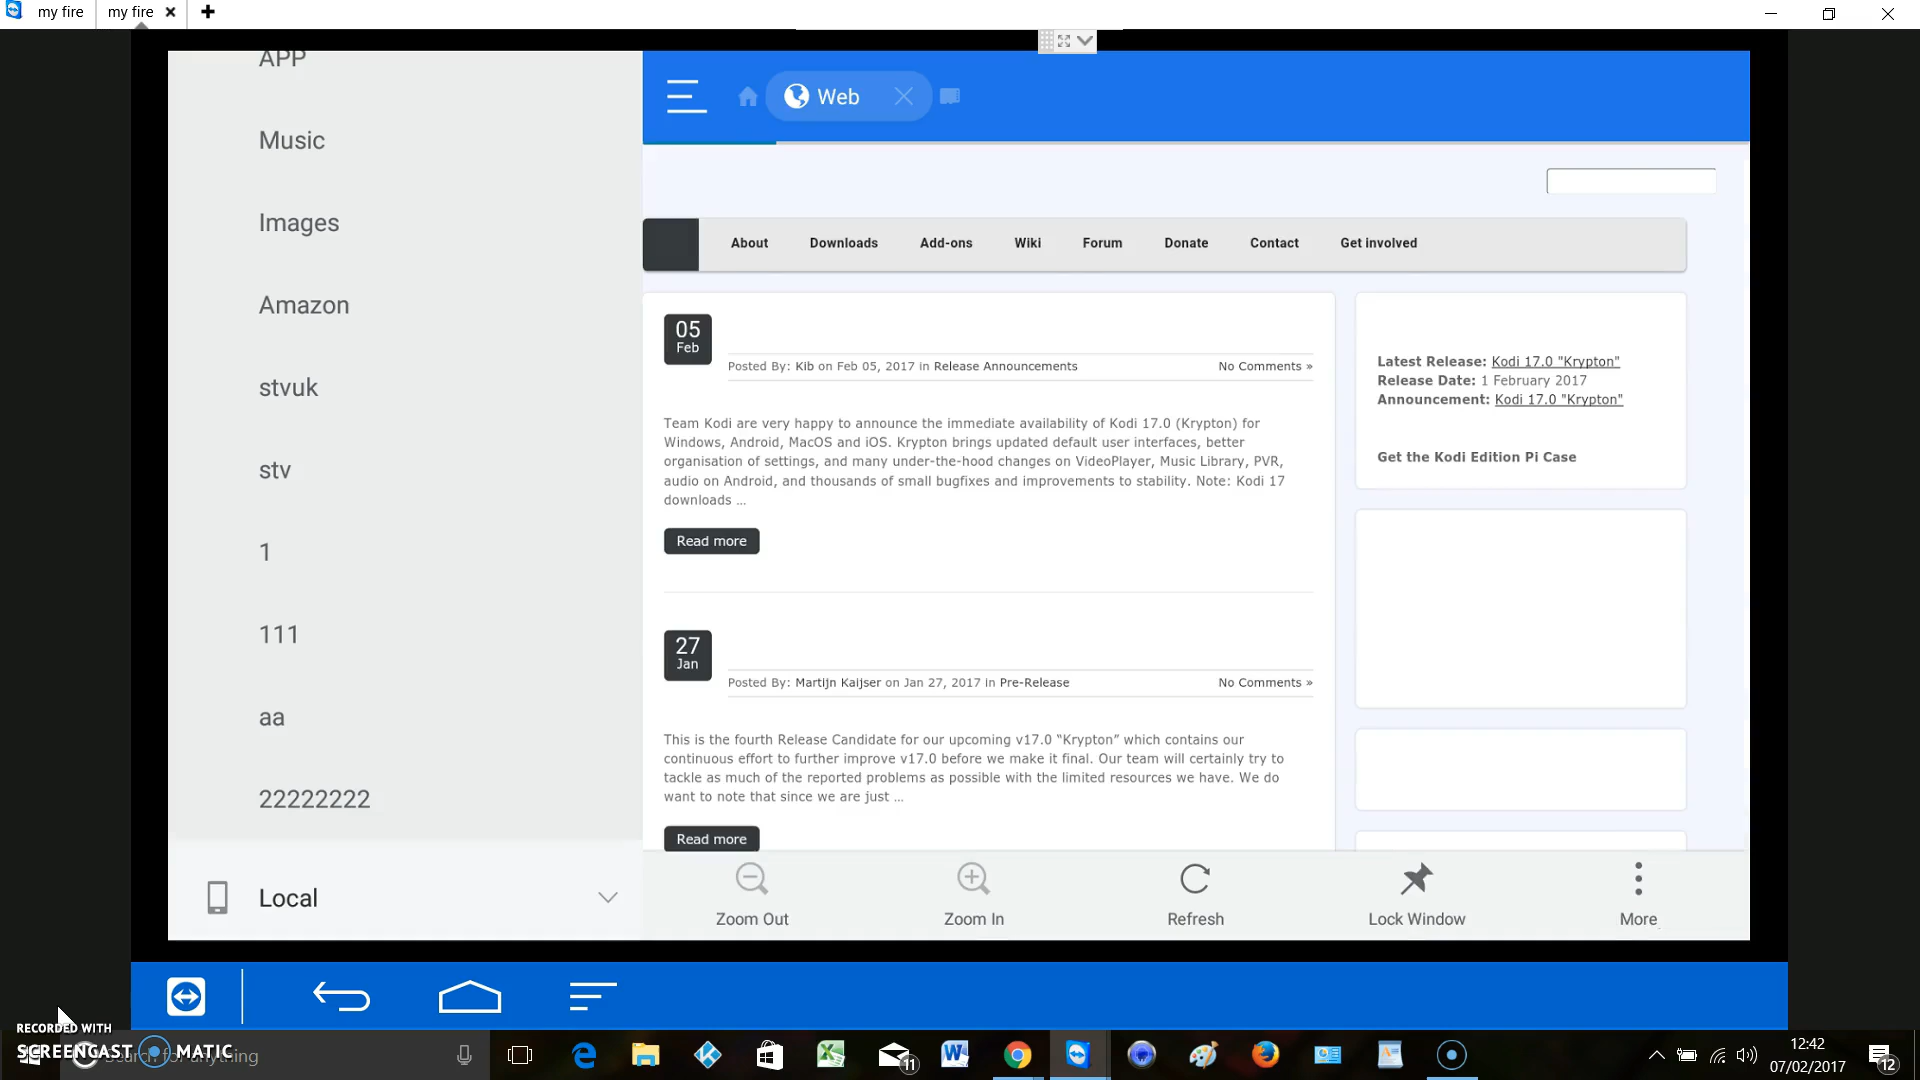 my fire
my fire
APP
Music
Images
Amazon
stvuk
stv
1
111
aa
22222222
Local
Web
About Downloads Add-ons Wiki Forum Donate Contact Get involved
05
Feb
Posted By: Kib on Feb 05, 2017 in Release Announcements No Comments »
Team Kodi are very happy to announce the immediate availability of Kodi 17.0 (Krypton) for
Windows, Android, MacOS and iOS. Krypton brings updated default user interfaces, better
organisation of settings, and many under-the-hood changes on VideoPlayer, Music Library, PVR,
audio on Android, and thousands of small bugfixes and improvements to stability. Note: Kodi 17
downloads ...
Read more
27
Jan
Posted By: Martijn Kaijser on Jan 27, 2017 in Pre-Release No Comments »
This is the fourth Release Candidate for our upcoming v17.0 “Krypton” which contains our
continuous effort to further improve v17.0 before we make it final. Our team will certainly try to
tackle as much of the reported problems as possible with the limited resources we have. We do
want to note that since we are just ...
Read more
Latest Release: Kodi 17.0 "Krypton"
Release Date: 1 February 2017
Announcement: Kodi 17.0 "Krypton"
Get the Kodi Edition Pi Case
Zoom Out Zoom In Refresh Lock Window More
RECORDED WITH
SCREENCAST MATIC
Search for anything
11
12:42
07/02/2017
12